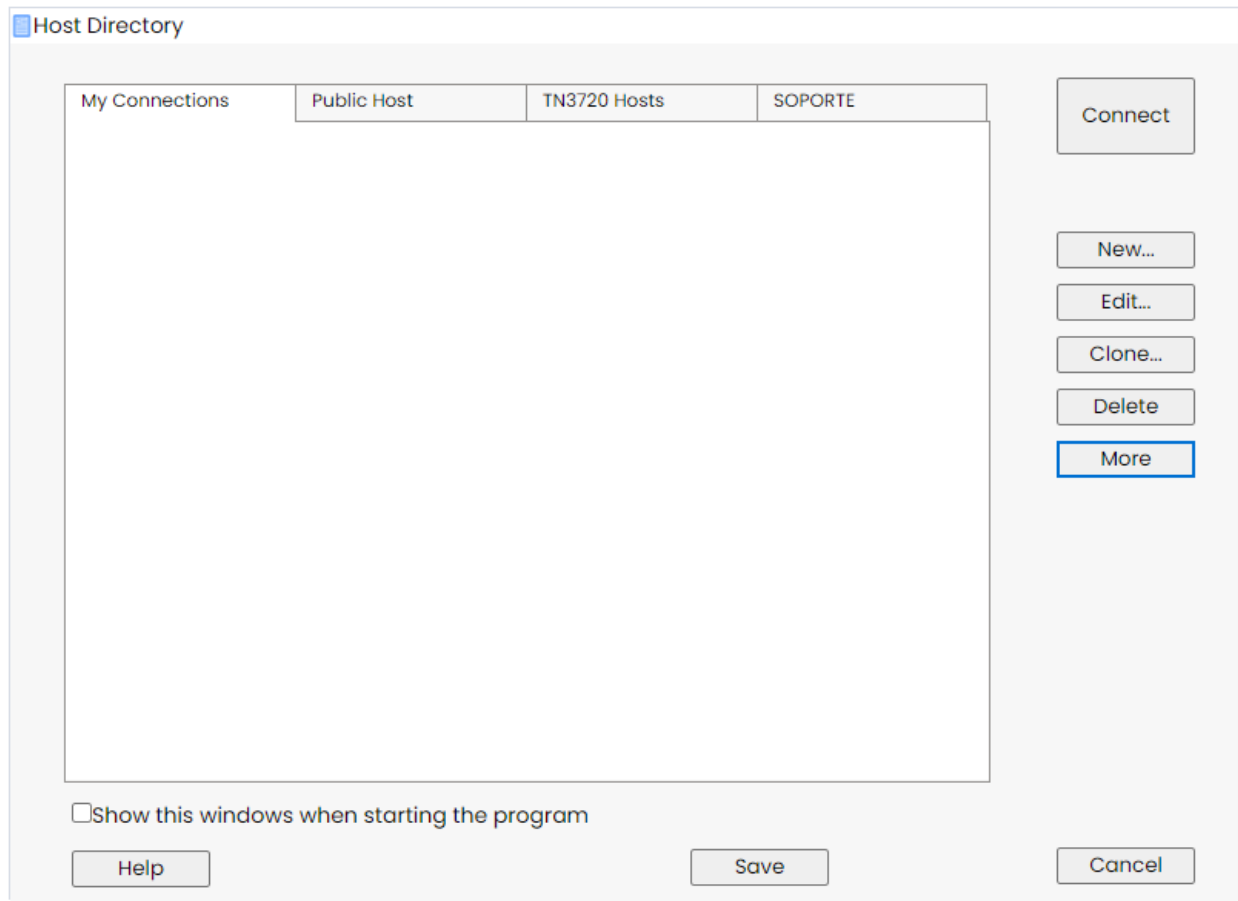 Host Directory
My Connections
Public Host
TN3720 Hosts
SOPORTE
Connect
New...
Edit...
Clone...
Delete
More
Show this windows when starting the program
Help
Save
Cancel